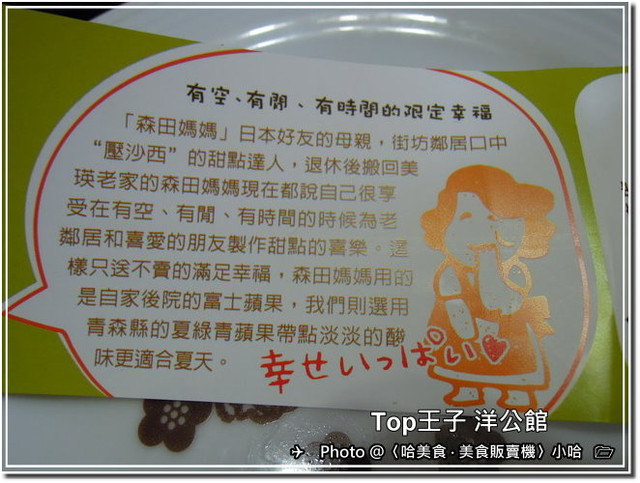 有空、有閒、有時間的限定幸福
「森田媽媽」日本好友的母親，街坊鄰居口中
“壓沙西”的甜點達人，退休後搬回美
瑛老家的森田媽媽現在都說自己很享
受在有空、有閒、有時間的時候為老
鄰居和喜愛的朋友製作甜點的喜樂。這
樣只送不賣的滿足幸福，森田媽媽用的
是自家後院的富士蘋果，我們則選用
青森縣的夏綠青蘋果帶點淡淡的酸
味更適合夏天。
幸せいっぱい
Top王子 洋公館
Photo @〈哈美食‧美食販賣機〉小哈